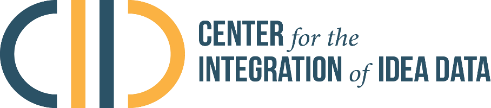 CENTER for the
INTEGRATION of IDEA DATA